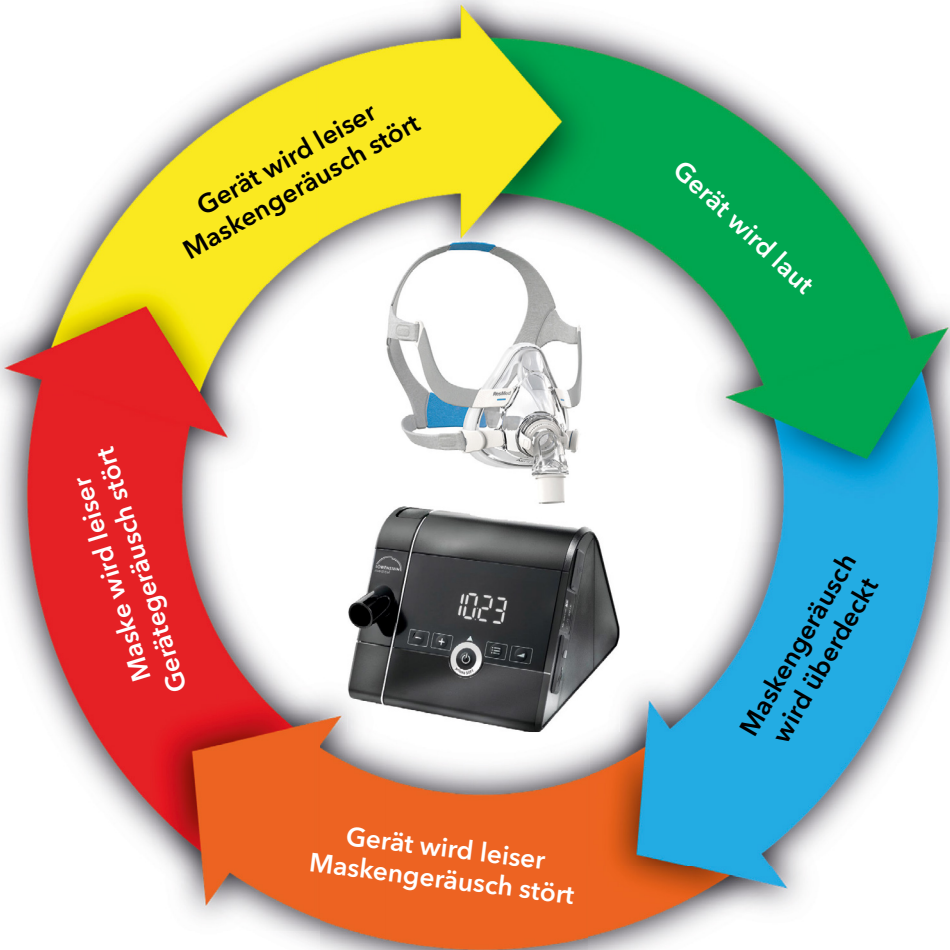 Gerät wird leiser
Maskengeräusch stört
Gerät wird laut
Maskengeräusch
wird überdeckt
Gerät wird leiser
Maskengeräusch stört
Maske wird leiser
Gerätegeräusch stört
ResMed
10:23